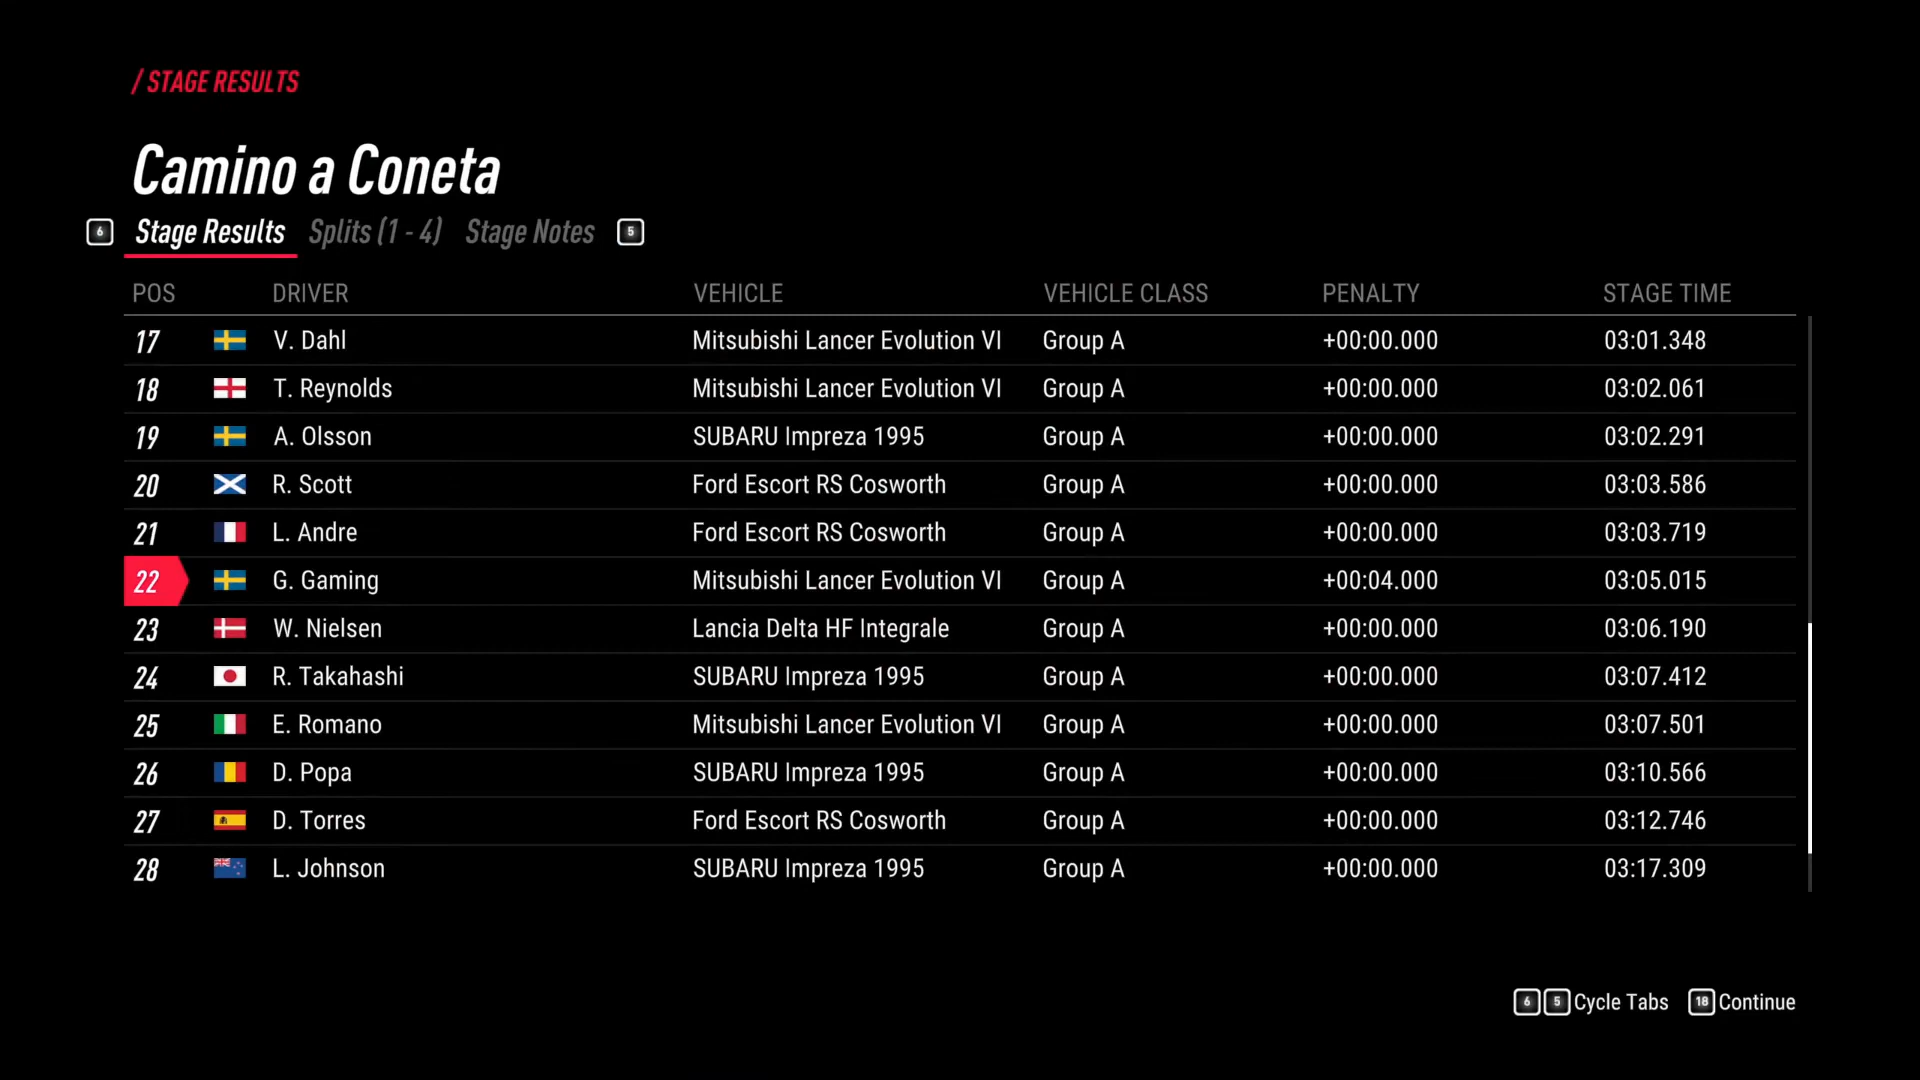 / STAGE RESULTS
Camino a Coneta
6 Stage Results Splits (1 - 4) Stage Notes 5
POS DRIVER VEHICLE VEHICLE CLASS PENALTY STAGE TIME
17 V. Dahl Mitsubishi Lancer Evolution VI Group A +00:00.000 03:01.348
18 T. Reynolds Mitsubishi Lancer Evolution VI Group A +00:00.000 03:02.061
19 A. Olsson SUBARU Impreza 1995 Group A +00:00.000 03:02.291
20 R. Scott Ford Escort RS Cosworth Group A +00:00.000 03:03.586
21 L. Andre Ford Escort RS Cosworth Group A +00:00.000 03:03.719
22 G. Gaming Mitsubishi Lancer Evolution VI Group A +00:04.000 03:05.015
23 W. Nielsen Lancia Delta HF Integrale Group A +00:00.000 03:06.190
24 R. Takahashi SUBARU Impreza 1995 Group A +00:00.000 03:07.412
25 E. Romano Mitsubishi Lancer Evolution VI Group A +00:00.000 03:07.501
26 D. Popa SUBARU Impreza 1995 Group A +00:00.000 03:10.566
27 D. Torres Ford Escort RS Cosworth Group A +00:00.000 03:12.746
28 L. Johnson SUBARU Impreza 1995 Group A +00:00.000 03:17.309
6 5 Cycle Tabs 18 Continue